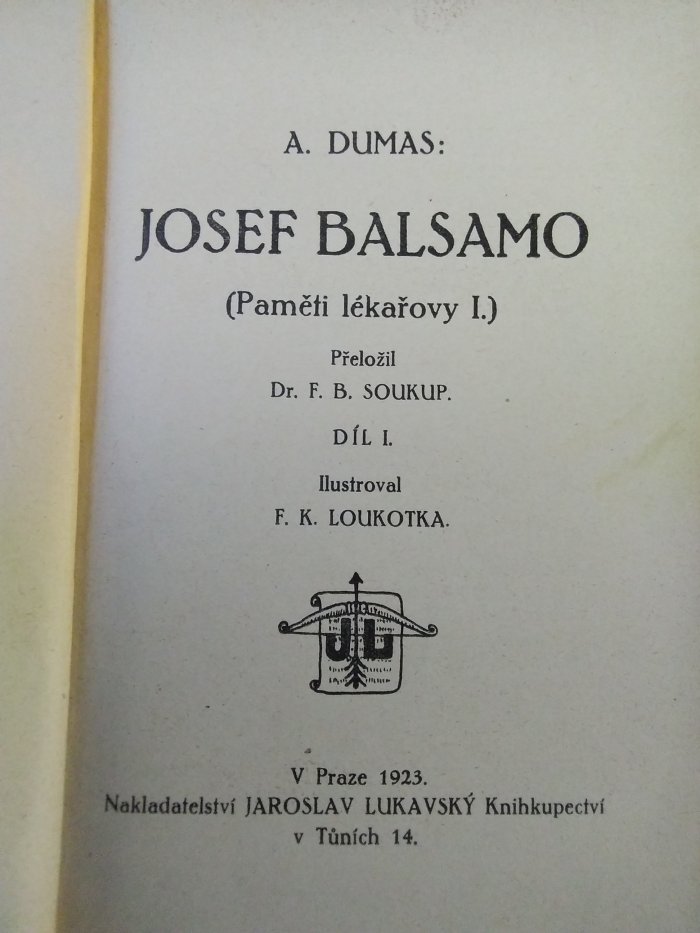 A. DUMAS:
JOSEF BALSAMO
(Paměti lékařovy I.)
Přeložil
Dr. F. B. SOUKUP.
DÍL I.
Ilustroval
F. K. LOUKOTKA.
JL
V Praze 1923.
Nakladatelství JAROSLAV LUKAVSKÝ Knihkupectví
v Tůních 14.